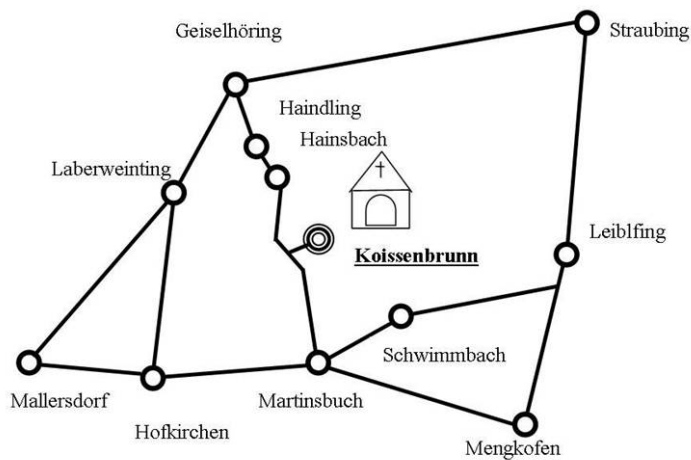 Geiselhöring
Straubing
Haindling
Hainsbach
Laberweinting
Leiblfing
Koissenbrunn
Schwimmbach
Mallersdorf
Martinsbuch
Hofkirchen
Mengkofen